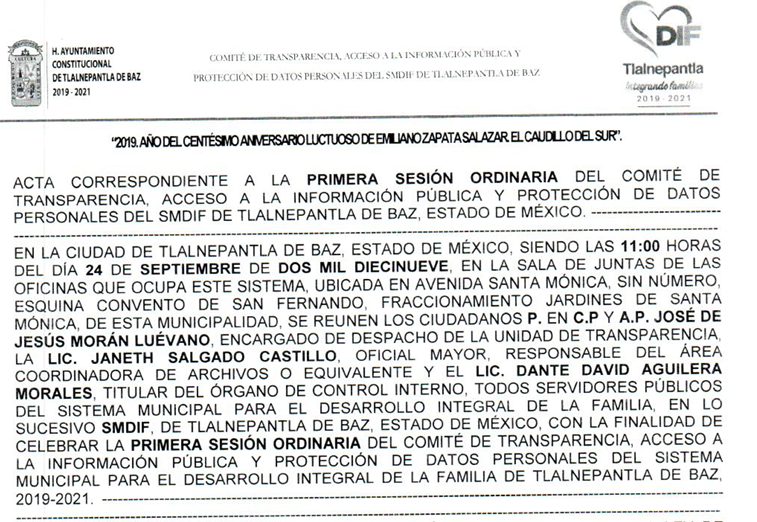 H. AYUNTAMIENTO
CONSTITUCIONAL
DE TLALNEPANTLA DE BAZ
2019 - 2021
COMITÉ DE TRANSPARENCIA, ACCESO A LA INFORMACIÓN PÚBLICA Y
PROTECCIÓN DE DATOS PERSONALES DEL SMDIF DE TLALNEPANTLA DE BAZ
DIF
Tlalnepantla
Integrando familias
2019 - 2021
"2019. AÑO DEL CENTÉSIMO ANIVERSARIO LUCTUOSO DE EMILIANO ZAPATA SALAZAR. EL CAUDILLO DEL SUR".
ACTA CORRESPONDIENTE A LA PRIMERA SESIÓN ORDINARIA DEL COMITÉ DE
TRANSPARENCIA, ACCESO A LA INFORMACIÓN PÚBLICA Y PROTECCIÓN DE DATOS
PERSONALES DEL SMDIF DE TLALNEPANTLA DE BAZ, ESTADO DE MÉXICO. --------------------
EN LA CIUDAD DE TLALNEPANTLA DE BAZ, ESTADO DE MÉXICO, SIENDO LAS 11:00 HORAS
DEL DÍA 24 DE SEPTIEMBRE DE DOS MIL DIECINUEVE, EN LA SALA DE JUNTAS DE LAS
OFICINAS QUE OCUPA ESTE SISTEMA, UBICADA EN AVENIDA SANTA MÓNICA, SIN NÚMERO,
ESQUINA CONVENTO DE SAN FERNANDO, FRACCIONAMIENTO JARDINES DE SANTA
MÓNICA, DE ESTA MUNICIPALIDAD, SE REUNEN LOS CIUDADANOS P. EN C.P Y A.P. JOSÉ DE
JESÚS MORÁN LUÉVANO, ENCARGADO DE DESPACHO DE LA UNIDAD DE TRANSPARENCIA,
LA LIC. JANETH SALGADO CASTILLO, OFICIAL MAYOR, RESPONSABLE DEL ÁREA
COORDINADORA DE ARCHIVOS O EQUIVALENTE Y EL LIC. DANTE DAVID AGUILERA
MORALES, TITULAR DEL ÓRGANO DE CONTROL INTERNO, TODOS SERVIDORES PÚBLICOS
DEL SISTEMA MUNICIPAL PARA EL DESARROLLO INTEGRAL DE LA FAMILIA, EN LO
SUCESIVO SMDIF, DE TLALNEPANTLA DE BAZ, ESTADO DE MÉXICO, CON LA FINALIDAD DE
CELEBRAR LA PRIMERA SESIÓN ORDINARIA DEL COMITÉ DE TRANSPARENCIA, ACCESO A
LA INFORMACIÓN PÚBLICA Y PROTECCIÓN DE DATOS PERSONALES DEL SISTEMA
MUNICIPAL PARA EL DESARROLLO INTEGRAL DE LA FAMILIA DE TLALNEPANTLA DE BAZ,
2019-2021. --------------------